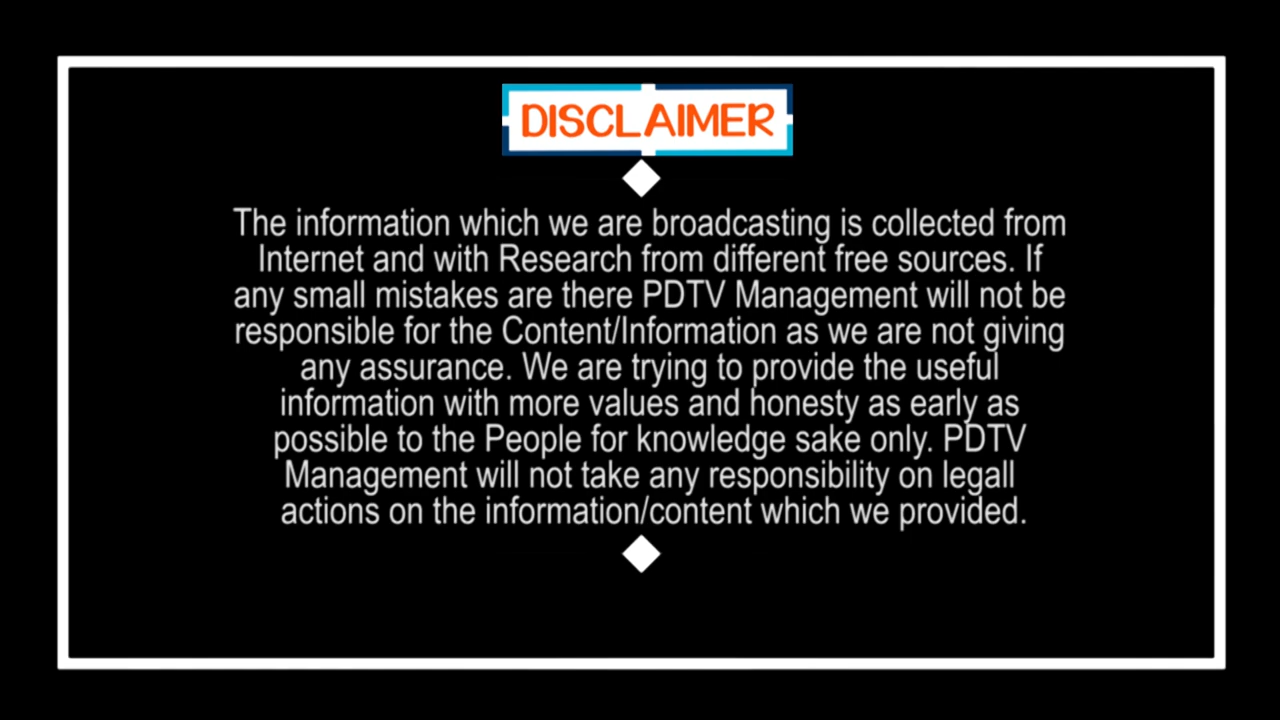 DISCLAIMER
The information which we are broadcasting is collected from
Internet and with Research from different free sources. If
any small mistakes are there PDTV Management will not be
responsible for the Content/Information as we are not giving
any assurance. We are trying to provide the useful
information with more values and honesty as early as
possible to the People for knowledge sake only. PDTV
Management will not take any responsibility on legall
actions on the information/content which we provided.